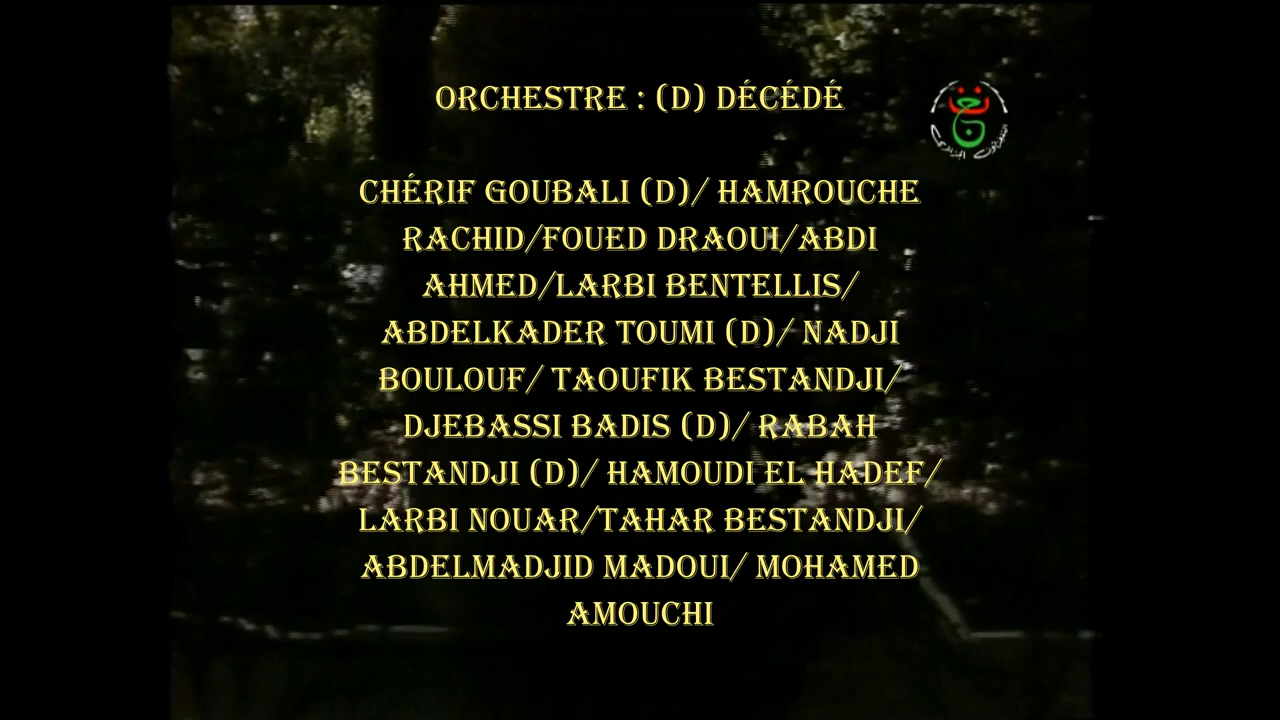 ORCHESTRE : (D) DÉCÉDÉ
CHÉRIF GOUBALI (D)/ HAMROUCHE
RACHID/FOUED DRAOUI/ABDI
AHMED/LARBI BENTELLIS/
ABDELKADER TOUMI (D)/ NADJI
BOULOUF/ TAOUFIK BESTANDJI/
DJEBASSI BADIS (D)/ RABAH
BESTANDJI (D)/ HAMOUDI EL HADEF/
LARBI NOUAR/TAHAR BESTANDJI/
ABDELMADJID MADOUI/ MOHAMED
AMOUCHI